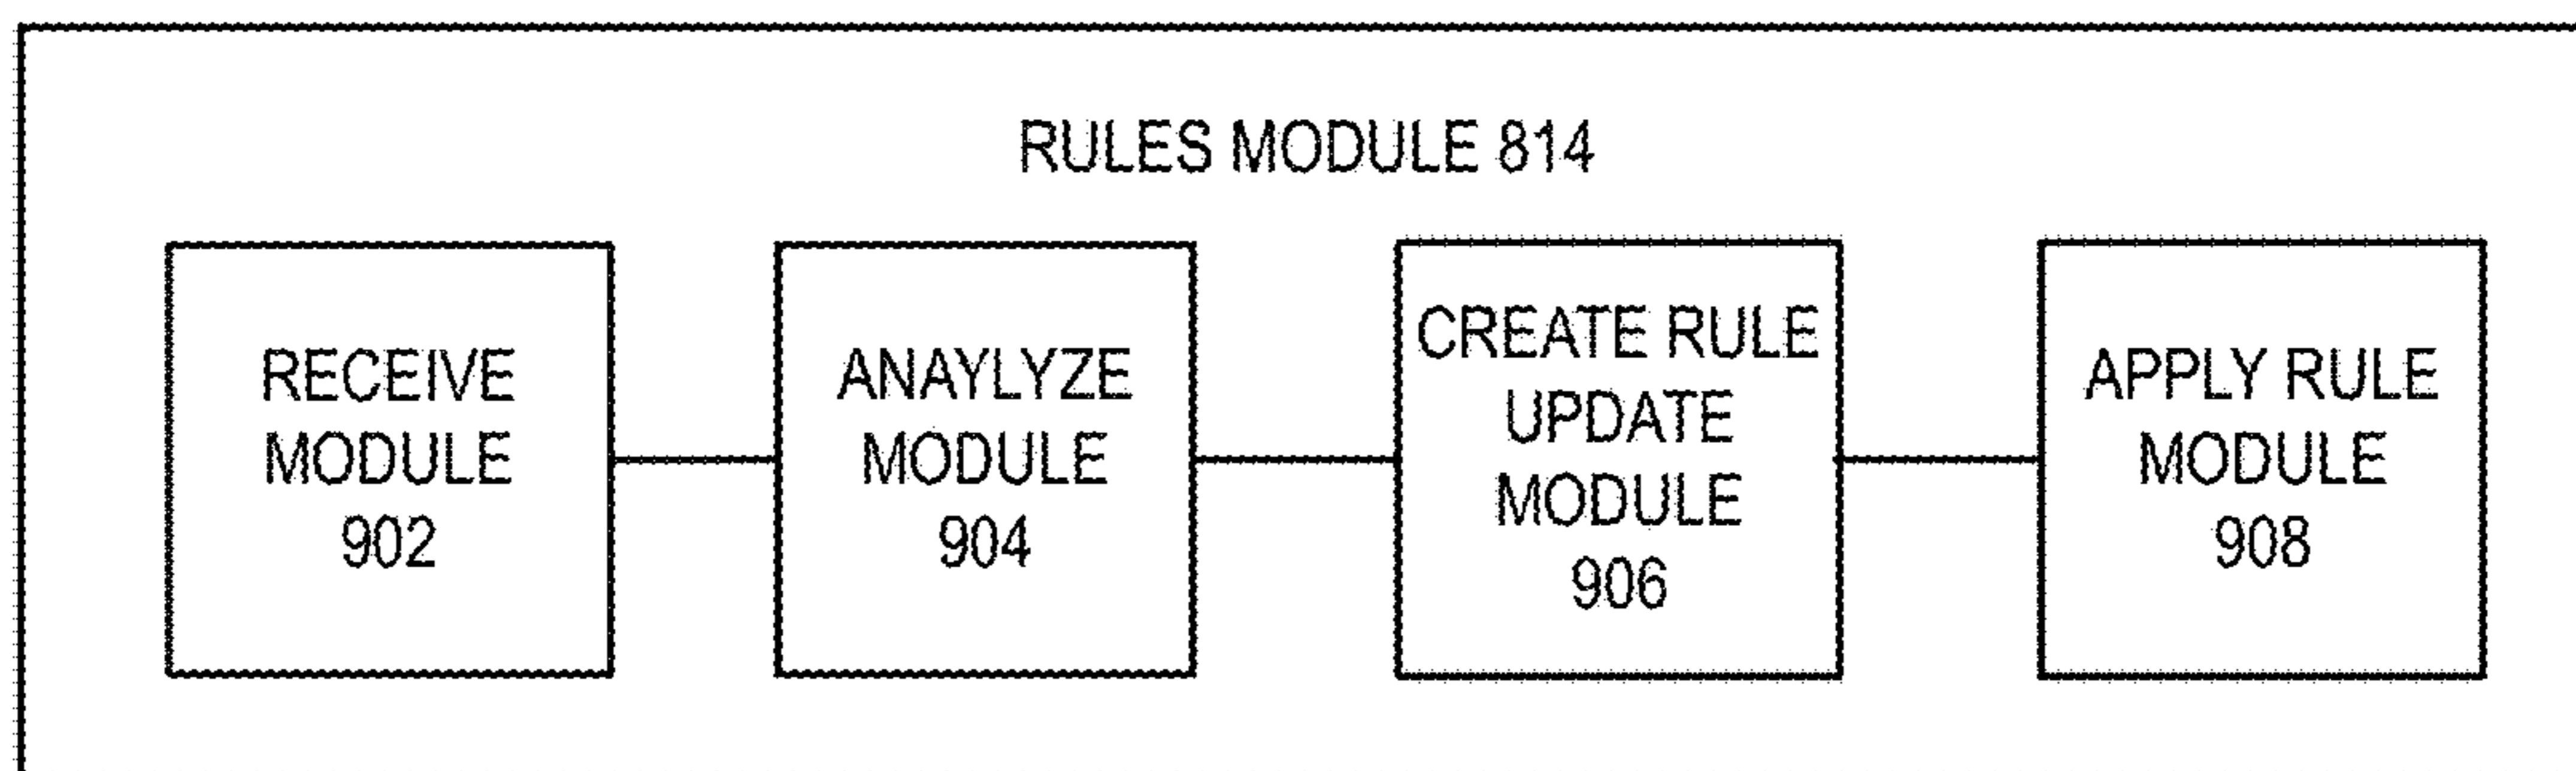 RULES MODULE 814
RECEIVE
MODULE
902
ANAYLYZE
MODULE
904
CREATE RULE
UPDATE
MODULE
906
APPLY RULE
MODULE
908